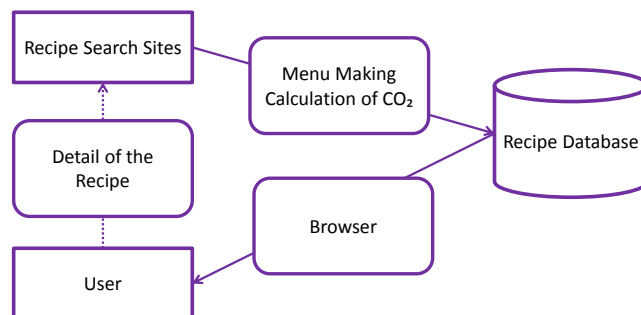 Recipe Search Sites
Menu Making
Calculation of CO₂
Recipe Database
Detail of the
Recipe
Browser
User